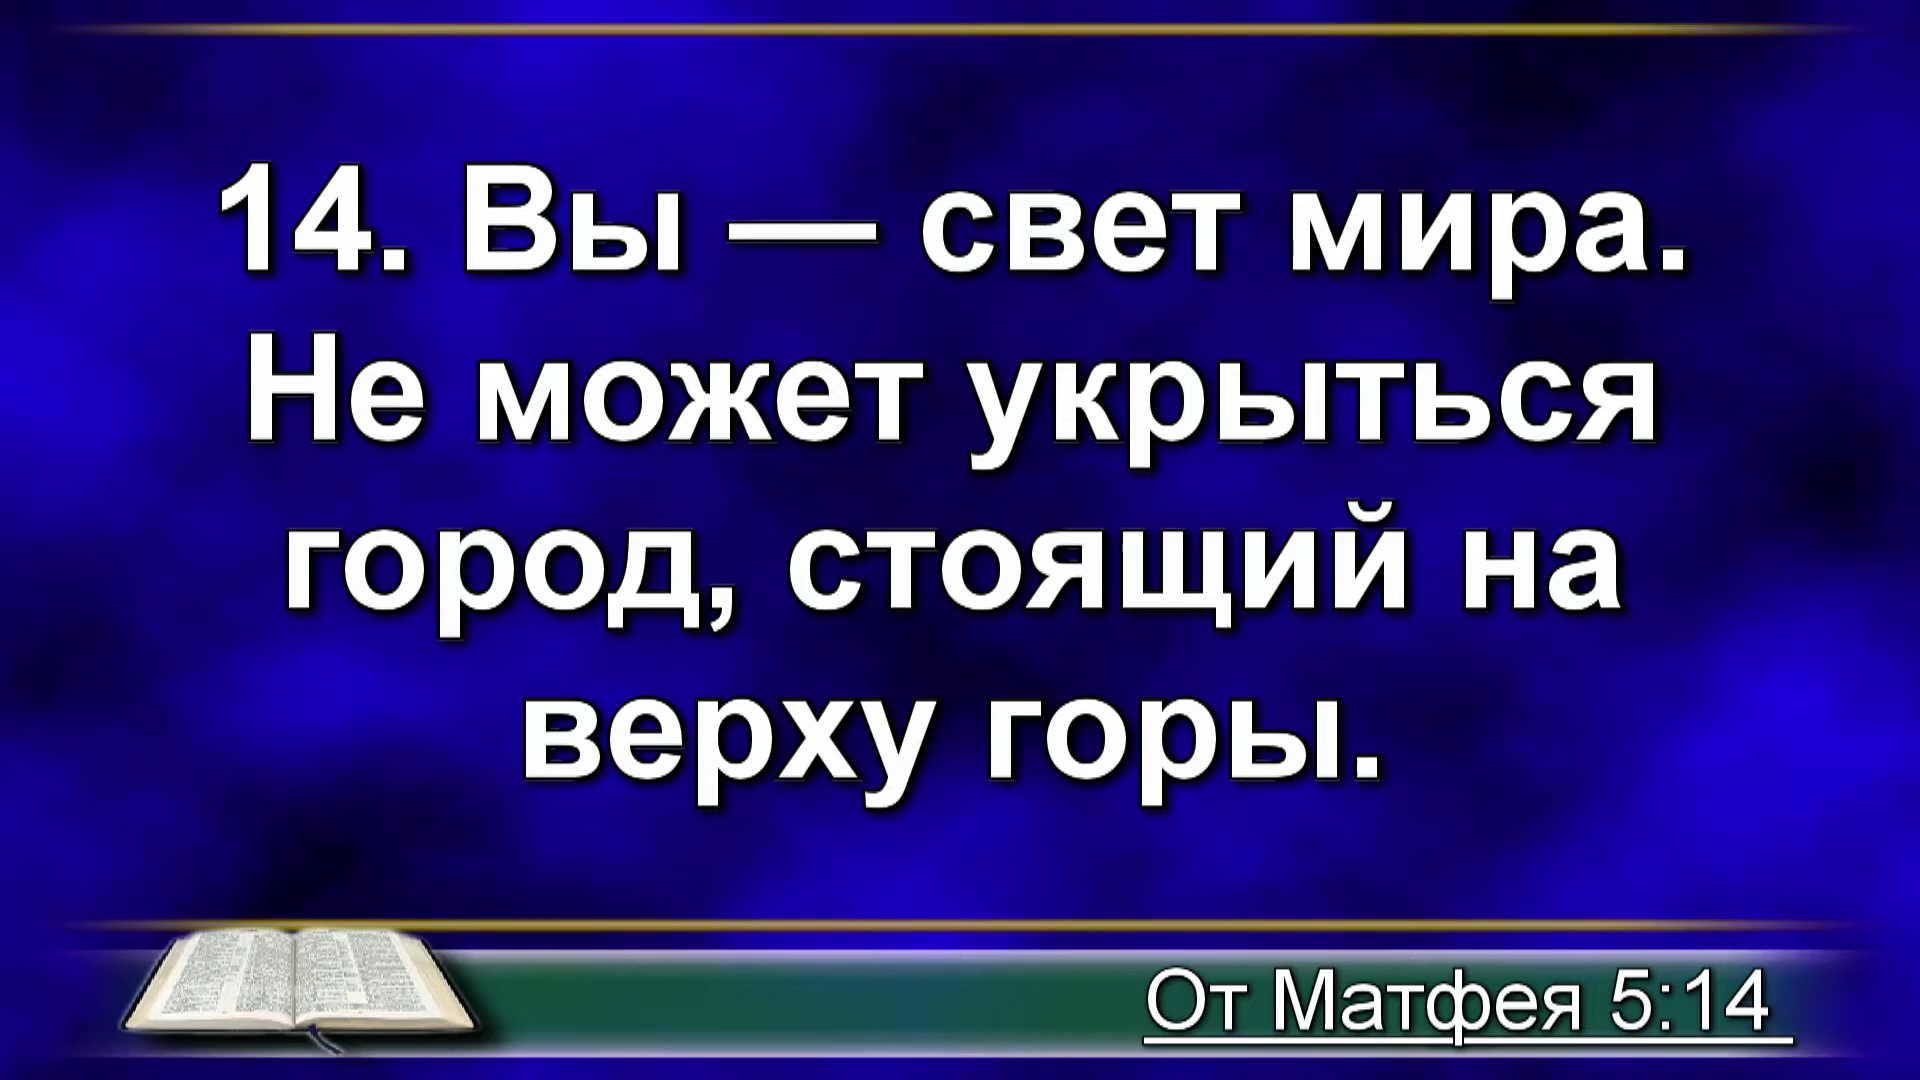 14. Вы — свет мира.
Не может укрыться
город, стоящий на
верху горы.
От Матфея 5:14